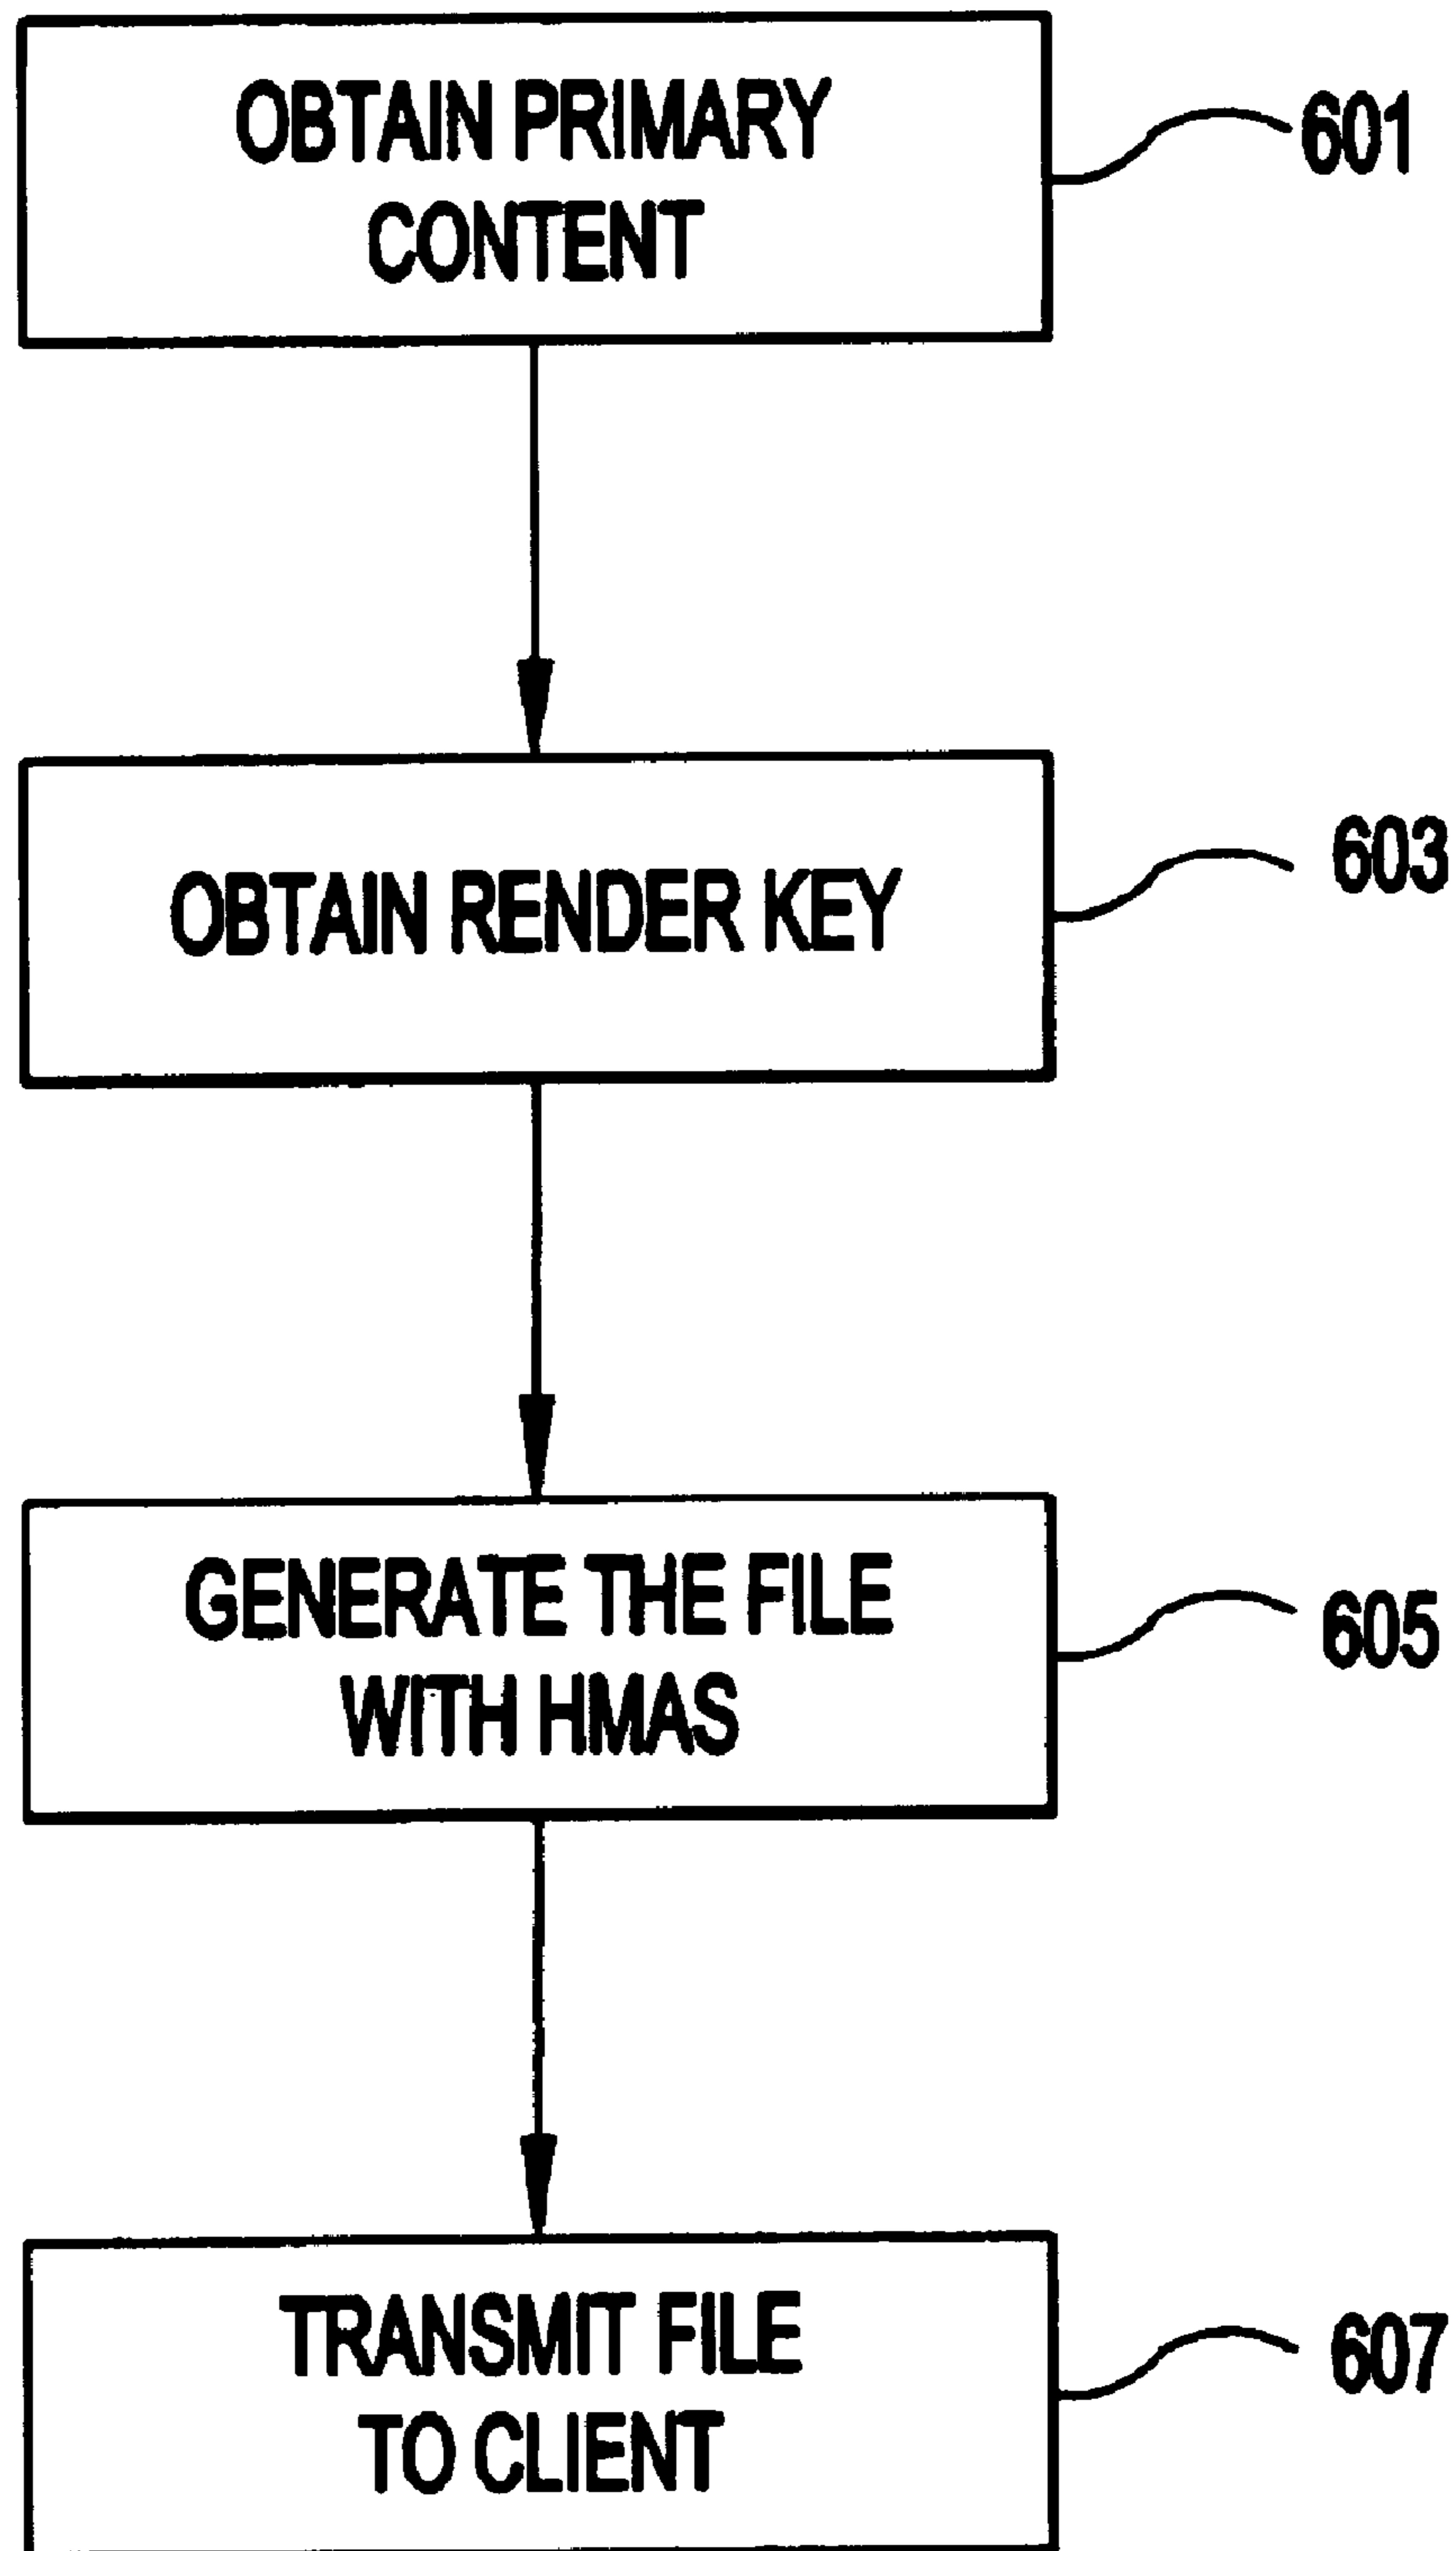 OBTAIN PRIMARY
CONTENT
601
OBTAIN RENDER KEY
603
GENERATE THE FILE
WITH HMAS
605
TRANSMIT FILE
TO CLIENT
607